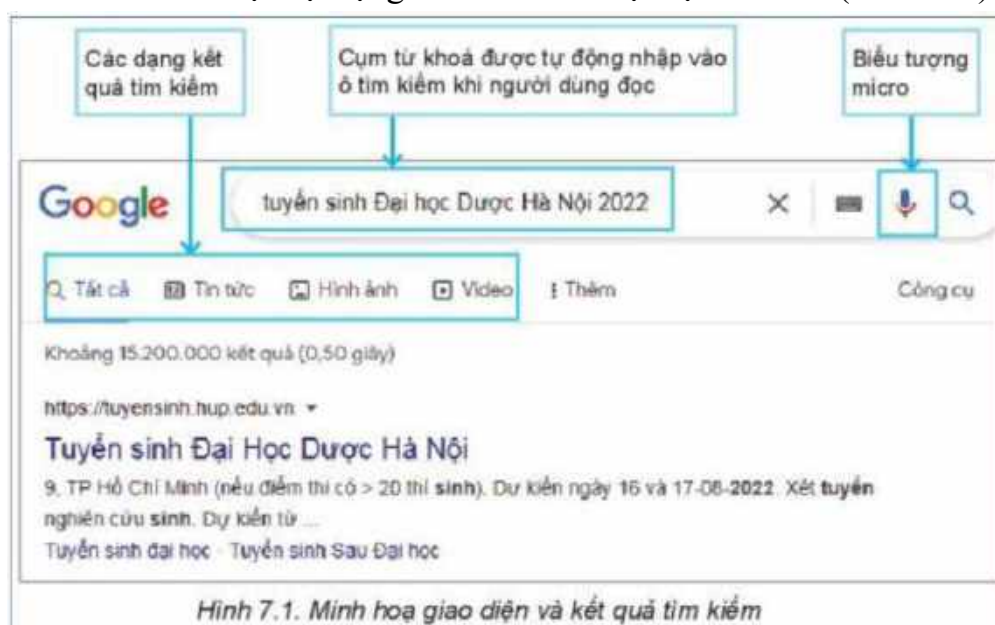 Các dạng kết
quả tìm kiếm
Cụm từ khoá được tự động nhập vào
ô tìm kiếm khi người dùng đọc
Biểu tượng
micro
Google
tuyển sinh Đại học Dược Hà Nội 2022
Tất cả Tin tức Hình ảnh Video Thêm Công cụ
Khoảng 15.200.000 kết quả (0,50 giây)
https://tuyensinh.hup.edu.vn
Tuyển sinh Đại Học Dược Hà Nội
9, TP Hồ Chí Minh (nếu điểm thi có > 20 thí sinh). Dự kiến ngày 16 và 17-08-2022. Xét tuyển
nghiên cứu sinh. Dự kiến từ ...
Tuyển sinh đại học · Tuyển sinh Sau Đại học
Hình 7.1. Minh hoạ giao diện và kết quả tìm kiếm